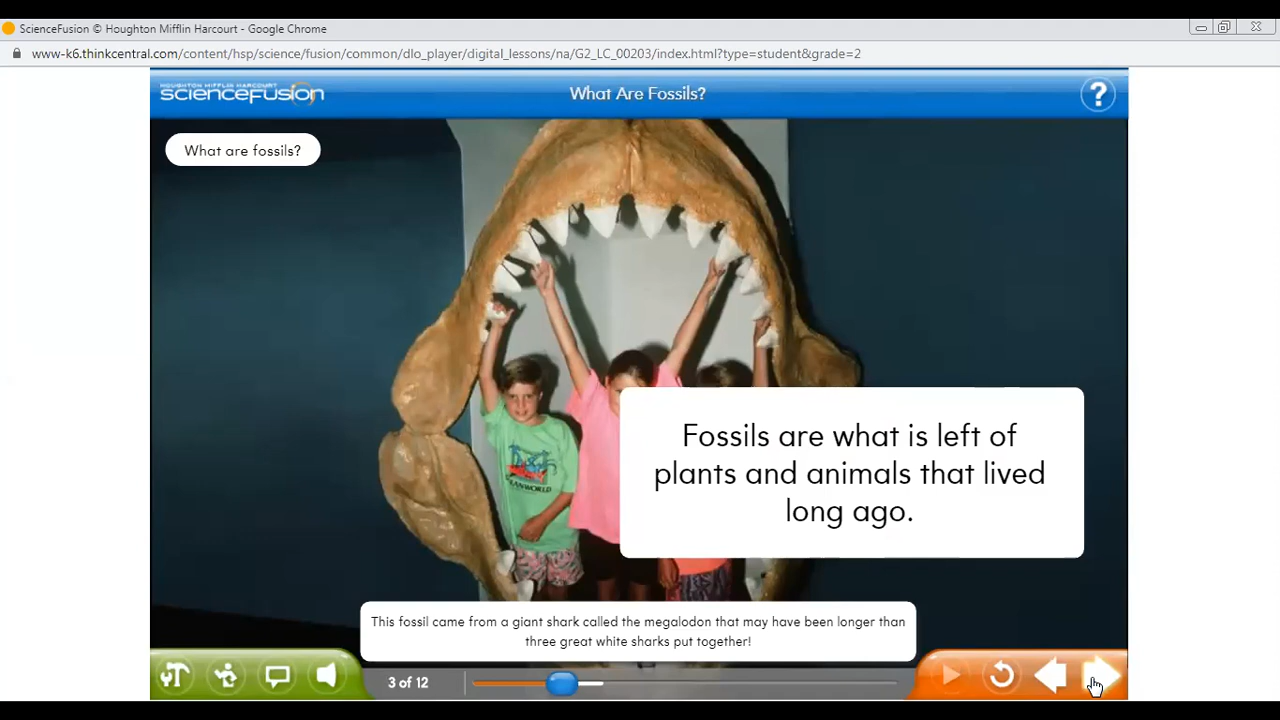 ScienceFusion © Houghton Mifflin Harcourt - Google Chrome
www-k6.thinkcentral.com/content/hsp/science/fusion/common/dlo_player/digital_lessons/na/G2_LC_00203/index.html?type=student&grade=2
HOUGHTON MIFFLIN HARCOURT
SCIENCEFUSION
What Are Fossils?
?
What are fossils?
Fossils are what is left of
plants and animals that lived
long ago.
This fossil came from a giant shark called the megalodon that may have been longer than
three great white sharks put together!
3 of 12